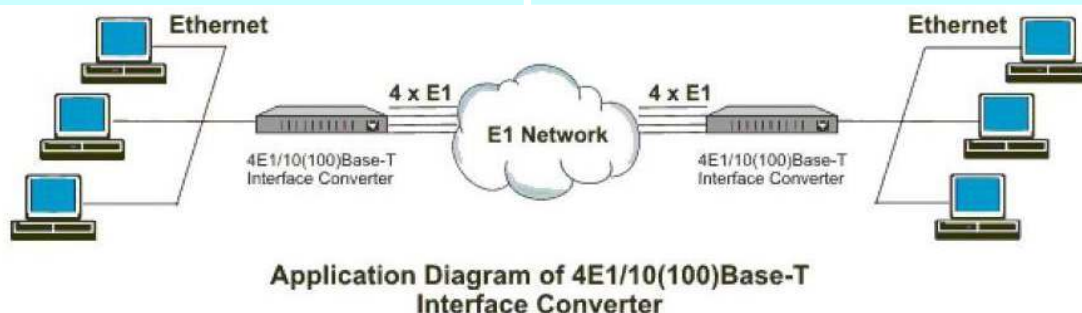 Ethernet
Ethernet
4 x E1
4 x E1
E1 Network
4E1/10(100)Base-T
Interface Converter
4E1/10(100)Base-T
Interface Converter
Application Diagram of 4E1/10(100)Base-T
Interface Converter